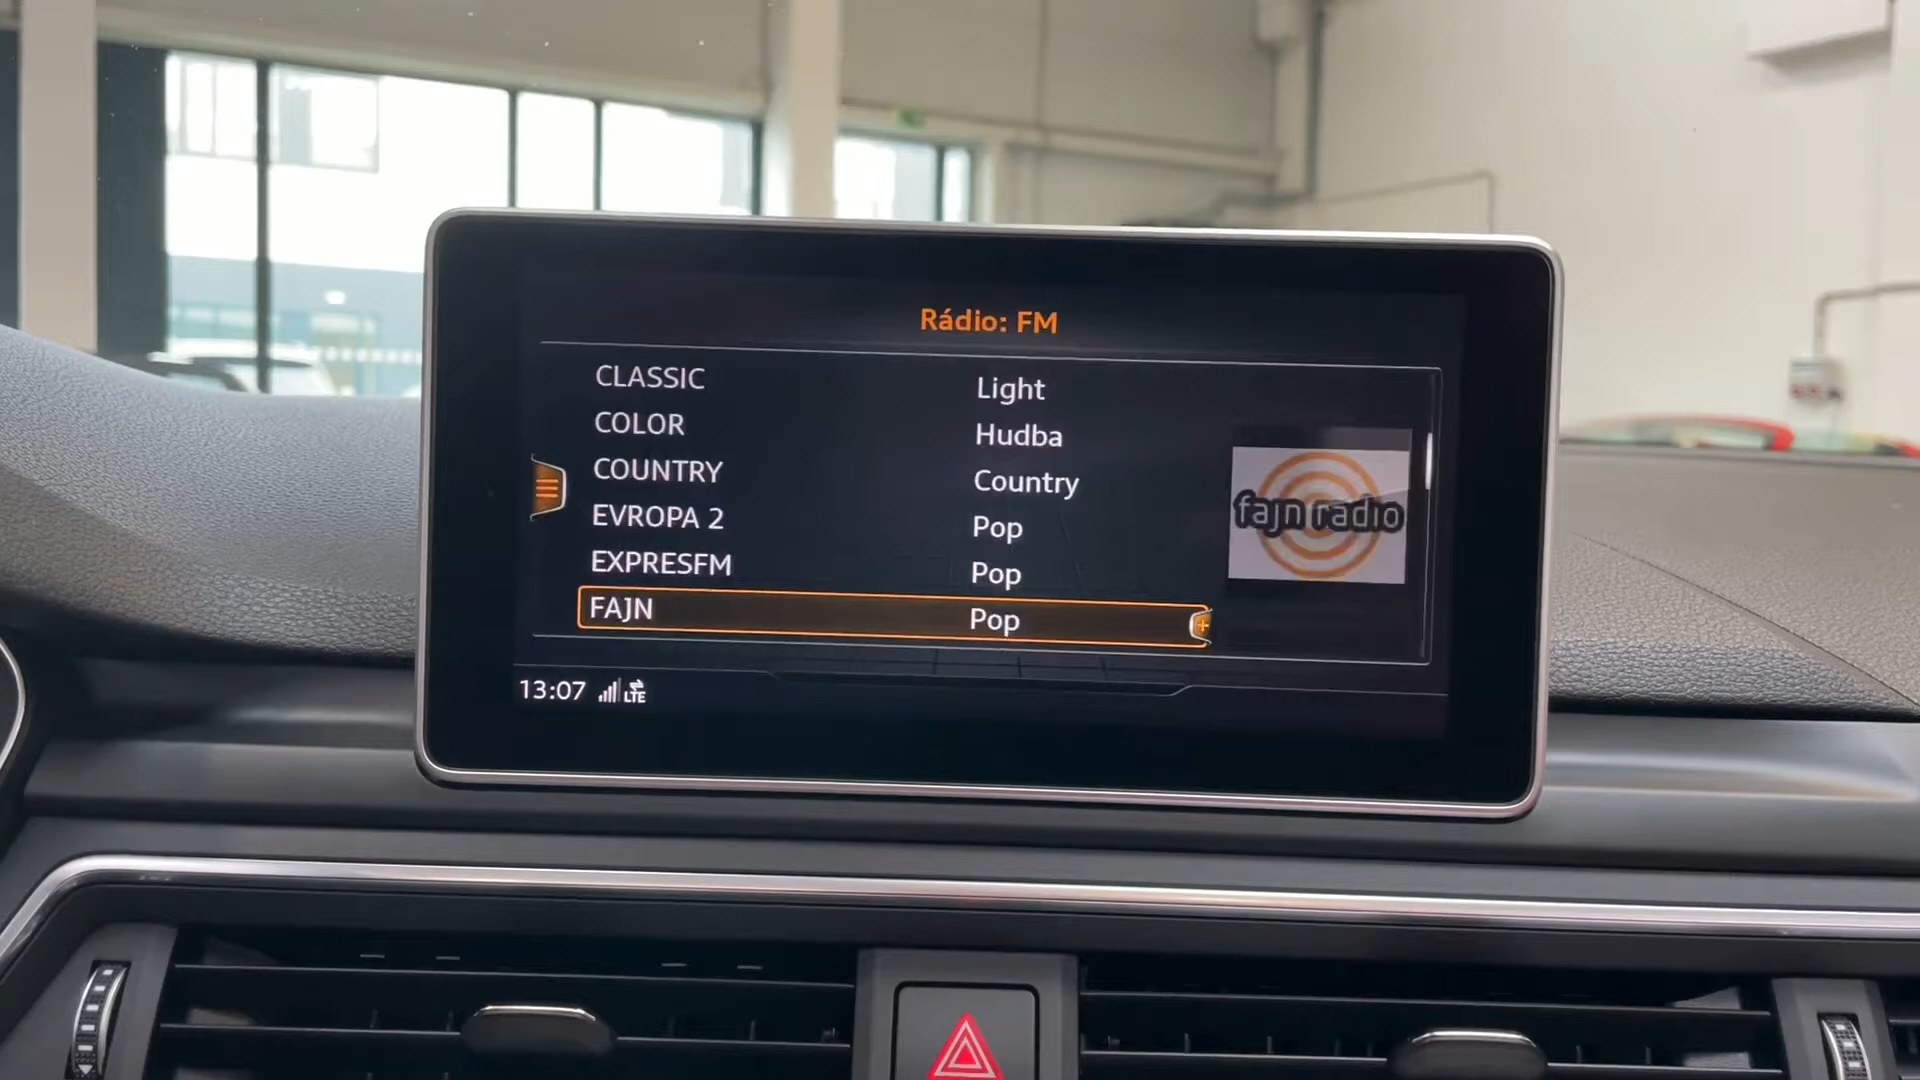 Rádio: FM
CLASSIC Light
COLOR Hudba
COUNTRY Country
EVROPA 2 Pop
EXPRESFM Pop
FAJN Pop
fajn radio
13:07 LTE